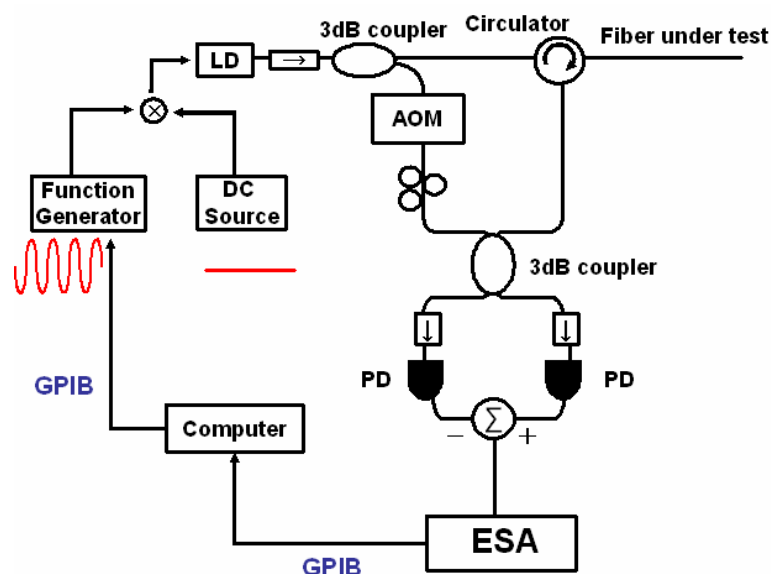 3dB coupler
Circulator
Fiber under test
LD
→
AOM
×
Function
Generator
DC
Source
3dB coupler
↓
↓
PD
PD
GPIB
− Σ +
Computer
ESA
GPIB